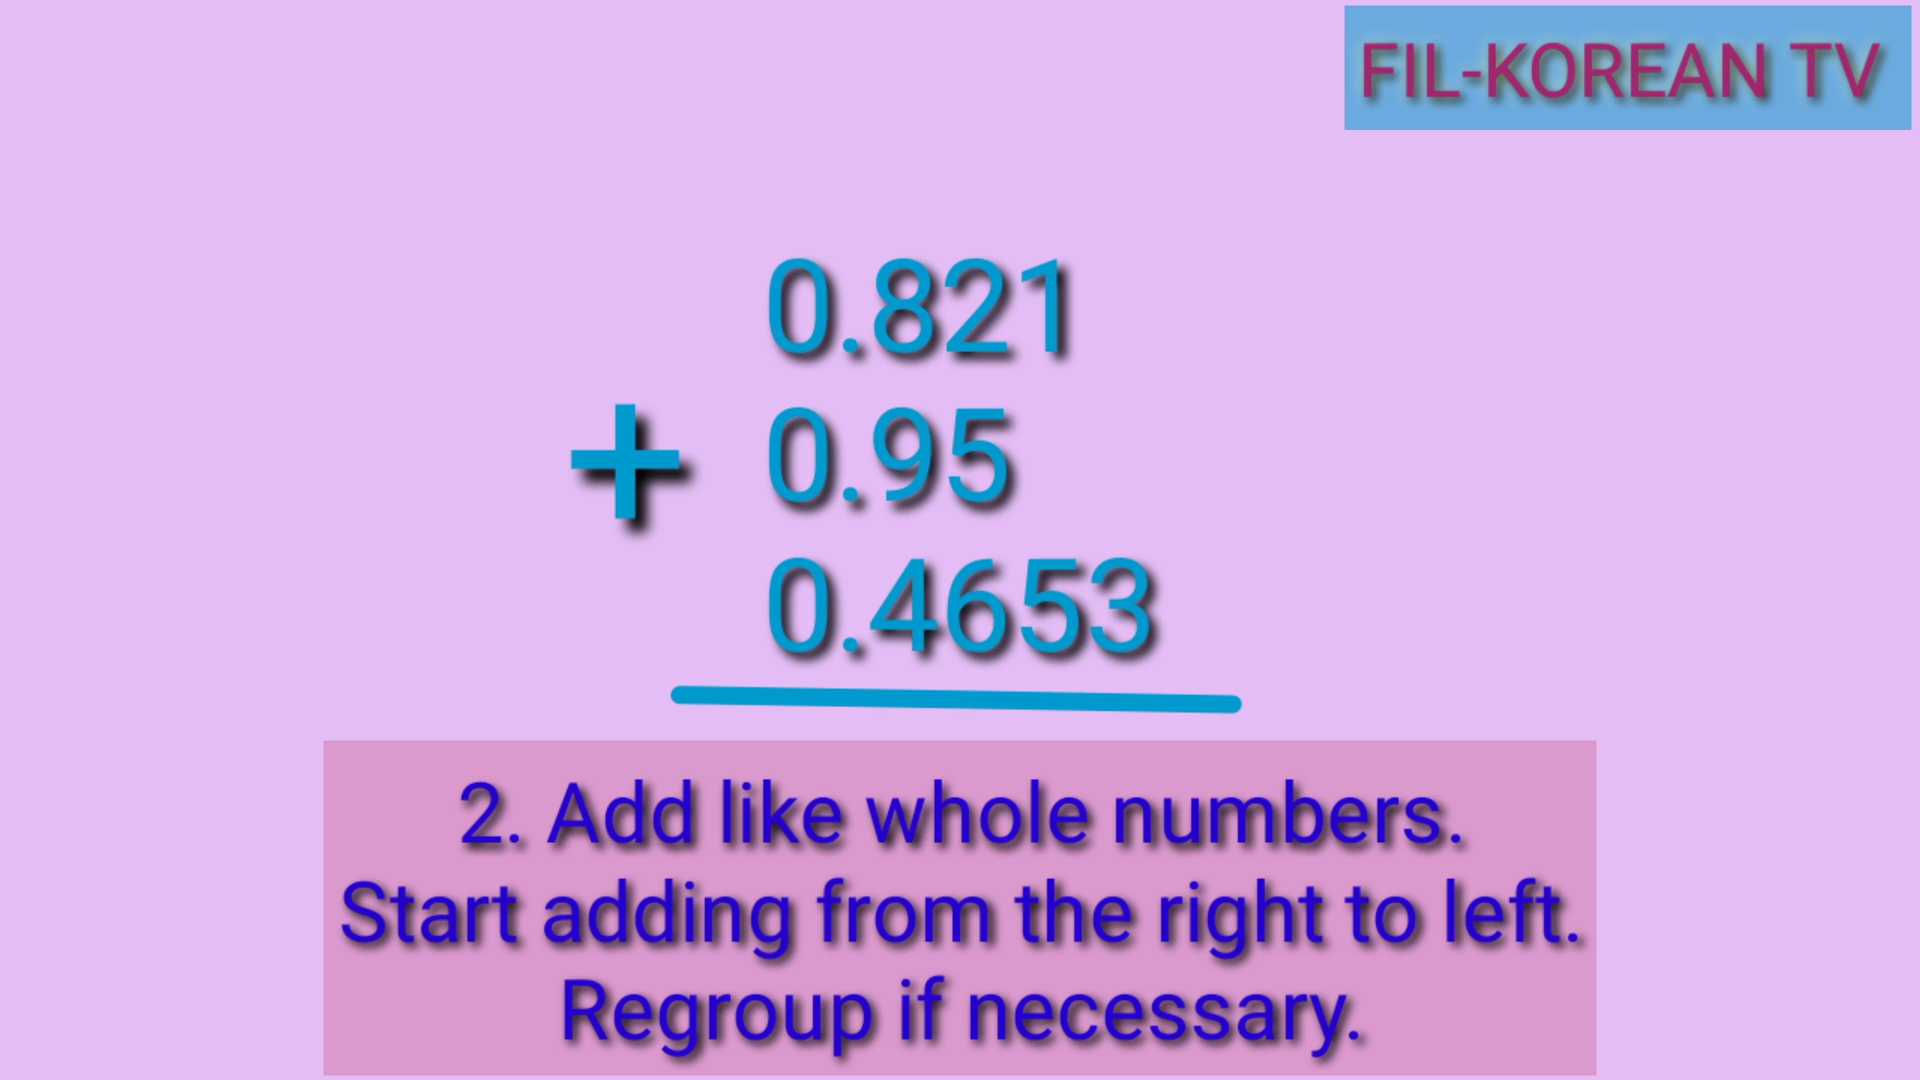 FIL-KOREAN TV
0.821
+ 0.95
0.4653
2. Add like whole numbers.
Start adding from the right to left.
Regroup if necessary.